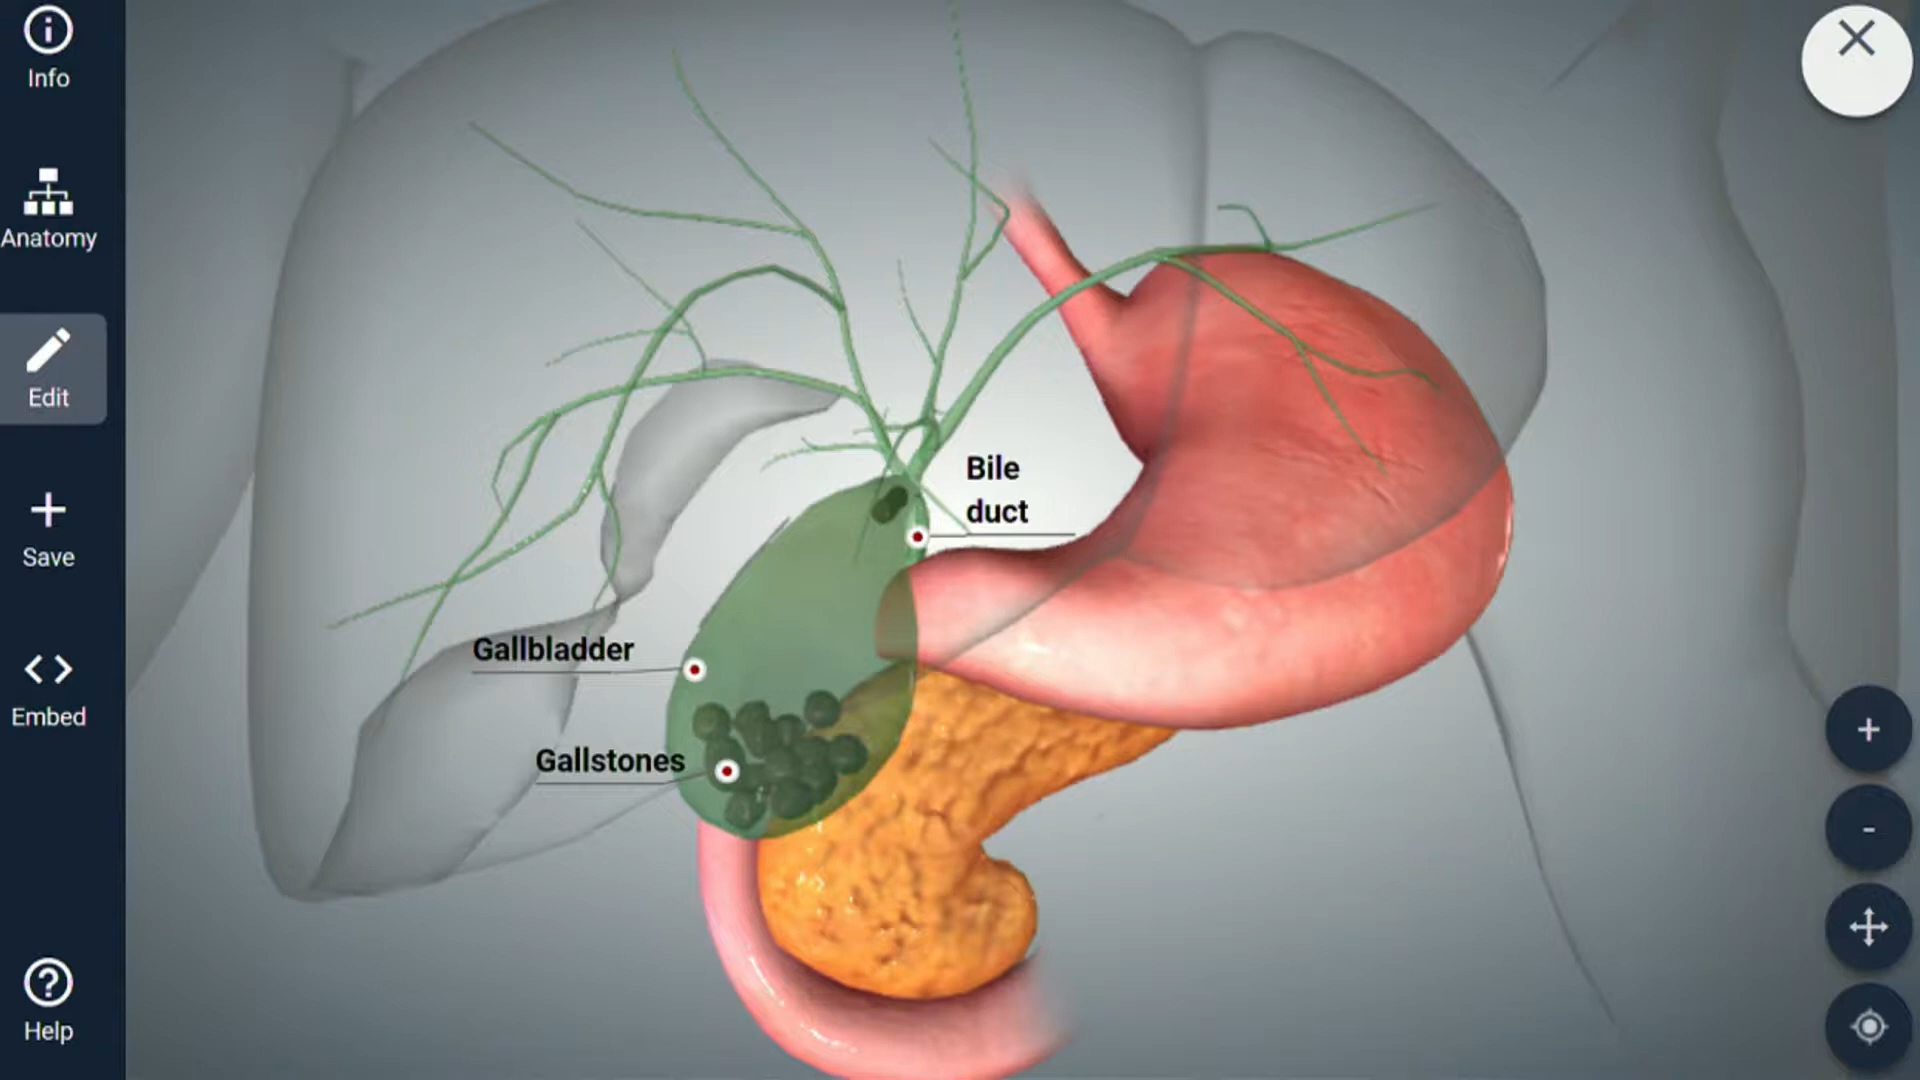 Info
Anatomy
Edit
Save
Embed
Help
Bile
duct
Gallbladder
Gallstones